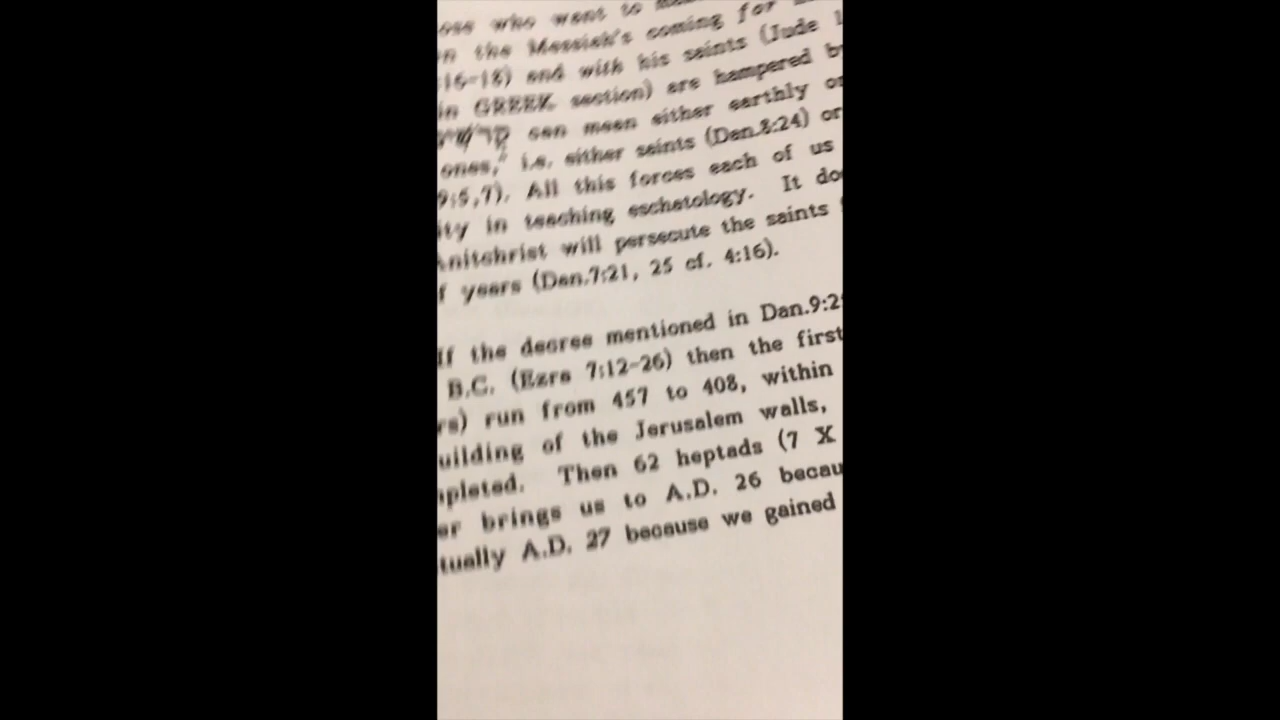 ose who want to
n the Messiah's coming for
:16-18) and with his saints (Jude 1
in GREEK section) are hampered b
can mean either earthly or
ones," i.e. either saints (Dan.8:24) or
9:5,7). All this forces each of us
ity in teaching eschatology. It do
Anitchrist will persecute the saints
f years (Dan.7:21, 25 cf. 4:16).
If the decree mentioned in Dan.9:2
B.C. (Ezra 7:12-26) then the first
rs) run from 457 to 408, within
uilding of the Jerusalem walls,
mpleted. Then 62 heptads (7 X
er brings us to A.D. 26 becau
tually A.D. 27 because we gained